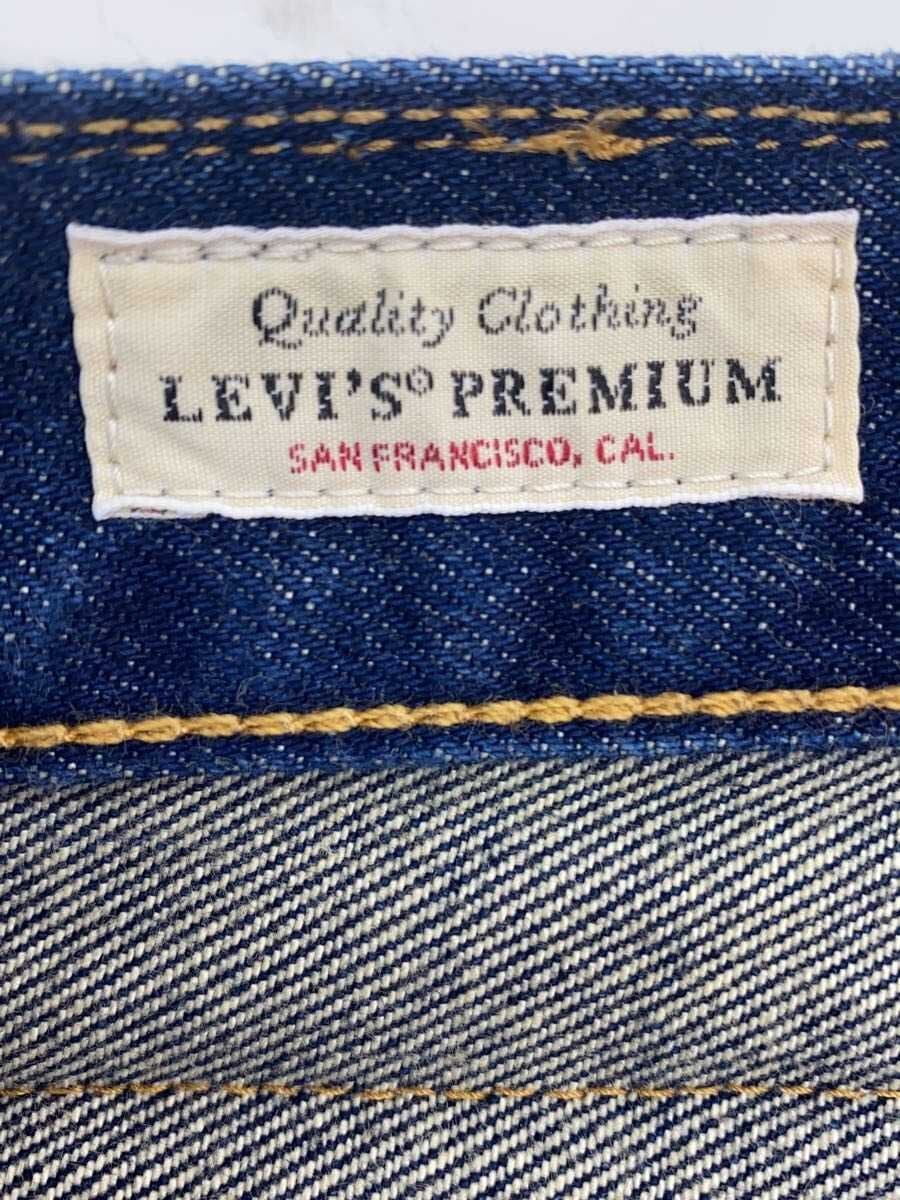 Quality Clothing
LEVI'S® PREMIUM
SAN FRANCISCO, CAL.